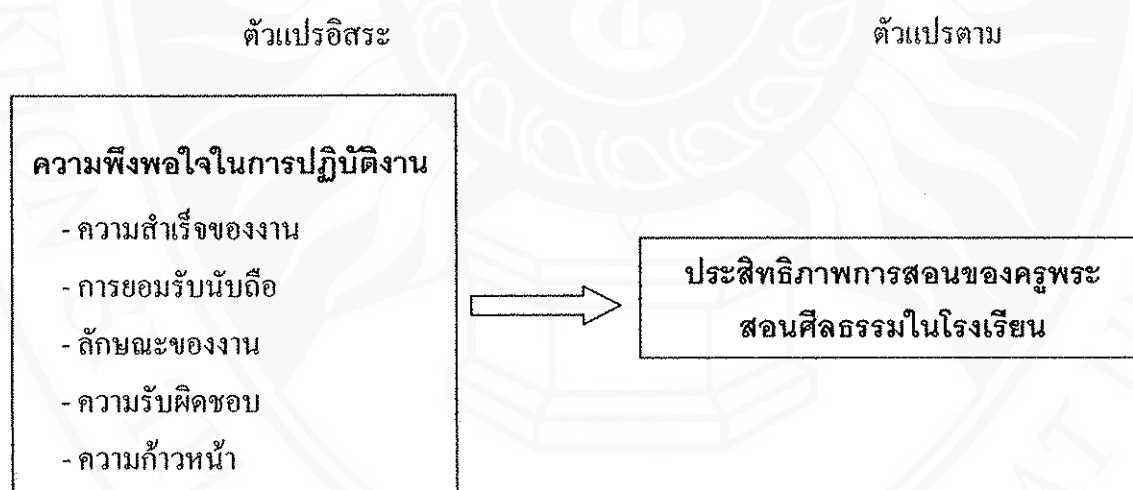 ตัวแปรอิสระ
ตัวแปรตาม
ความพึงพอใจในการปฏิบัติงาน
- ความสำเร็จของงาน
- การยอมรับนับถือ
- ลักษณะของงาน
- ความรับผิดชอบ
- ความก้าวหน้า
ประสิทธิภาพการสอนของครูพระ
สอนศีลธรรมในโรงเรียน